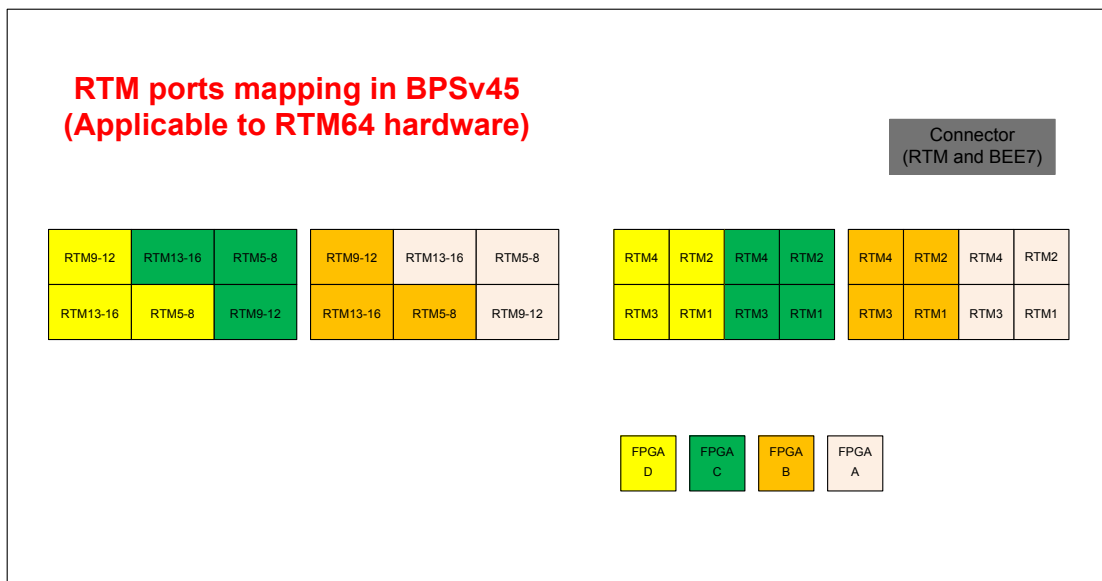 RTM ports mapping in BPSv45
(Applicable to RTM64 hardware)
Connector
(RTM and BEE7)
RTM9-12 RTM13-16 RTM5-8 RTM9-12 RTM13-16 RTM5-8 RTM4 RTM2 RTM4 RTM2 RTM4 RTM2 RTM4 RTM2
RTM13-16 RTM5-8 RTM9-12 RTM13-16 RTM5-8 RTM9-12 RTM3 RTM1 RTM3 RTM1 RTM3 RTM1 RTM3 RTM1
FPGA FPGA FPGA FPGA
D C B A